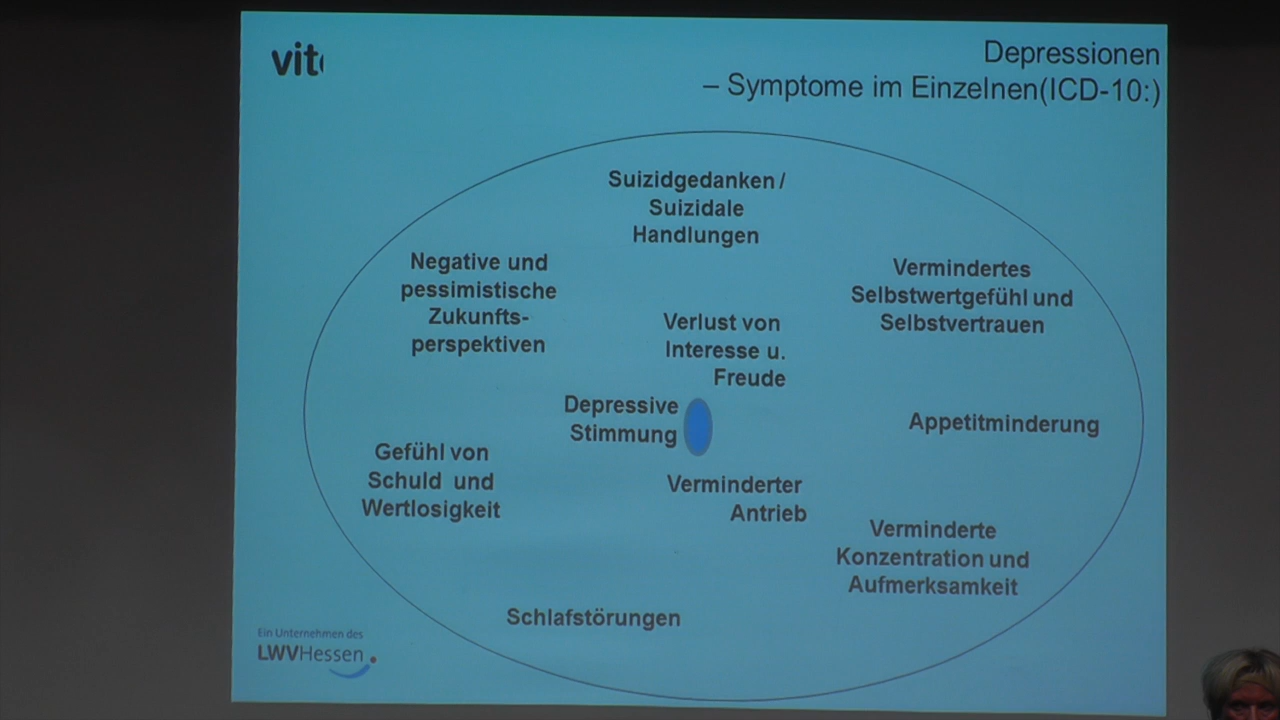 vit
Depressionen
– Symptome im Einzelnen(ICD-10:)
Suizidgedanken /
Suizidale
Handlungen
Negative und
pessimistische
Zukunfts-
perspektiven
Vermindertes
Selbstwertgefühl und
Selbstvertrauen
Verlust von
Interesse u.
Freude
Depressive
Stimmung
Appetitminderung
Gefühl von
Schuld und
Wertlosigkeit
Verminderter
Antrieb
Verminderte
Konzentration und
Aufmerksamkeit
Schlafstörungen
Ein Unternehmen des
LWVHessen